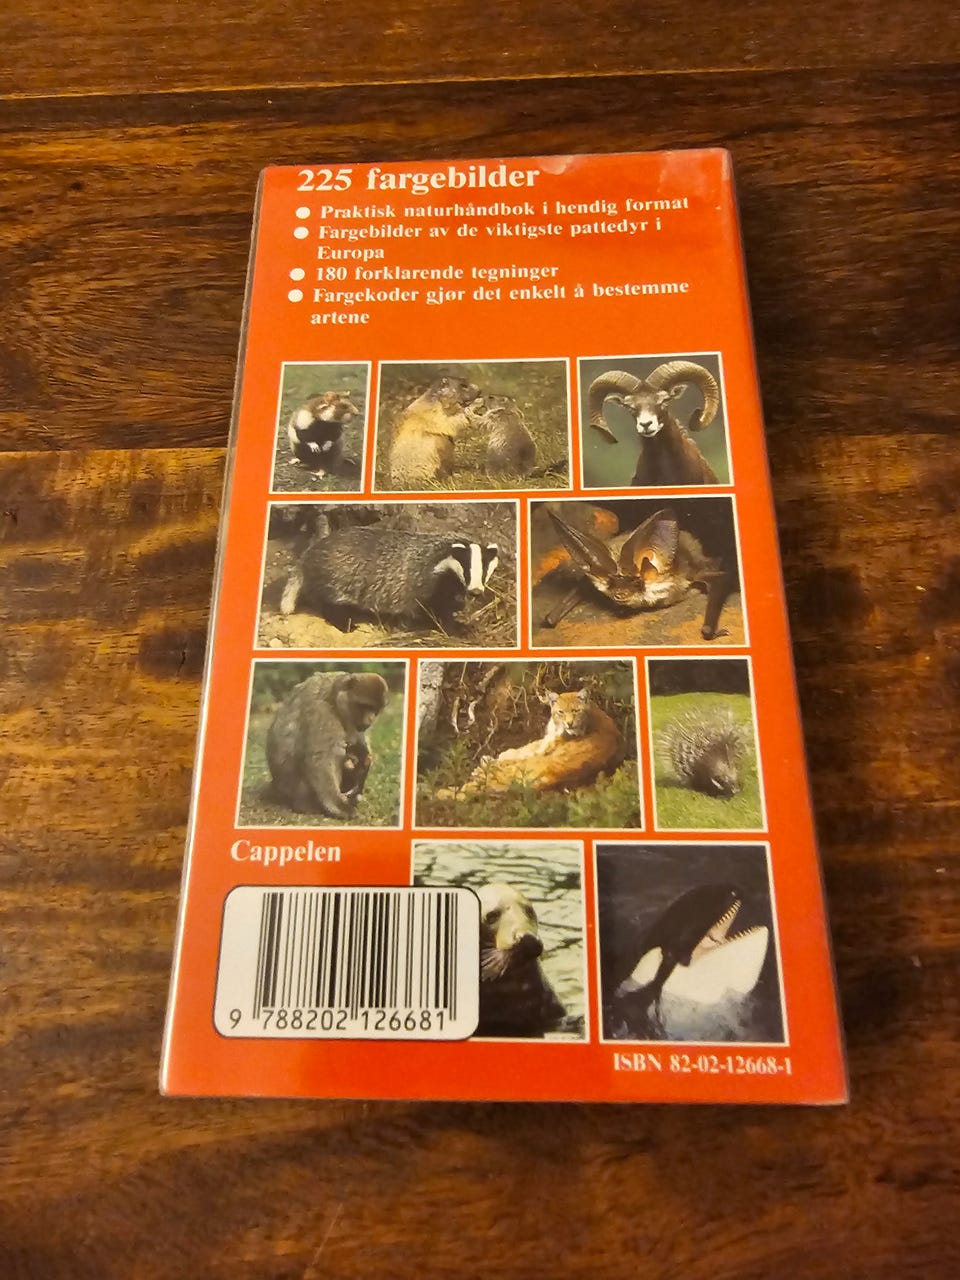 225 fargebilder
● Praktisk naturhåndbok i hendig format
● Fargebilder av de viktigste pattedyr i
Europa
● 180 forklarende tegninger
● Fargekoder gjør det enkelt å bestemme
artene
Cappelen
9 788202 126681
ISBN 82-02-12668-1